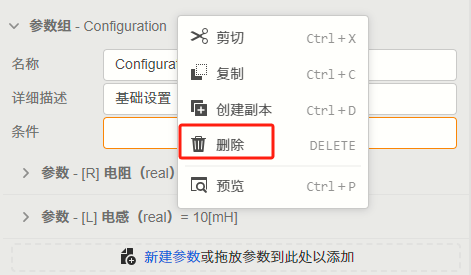 参数组 - Configuration
名称 Configurat
详细描述 基础设置
条件
参数 - [R] 电阻（real）
参数 - [L] 电感（real）= 10[mH]
新建参数或拖放参数到此处以添加
剪切 Ctrl+X
复制 Ctrl+C
创建副本 Ctrl+D
删除 DELETE
预览 Ctrl+P